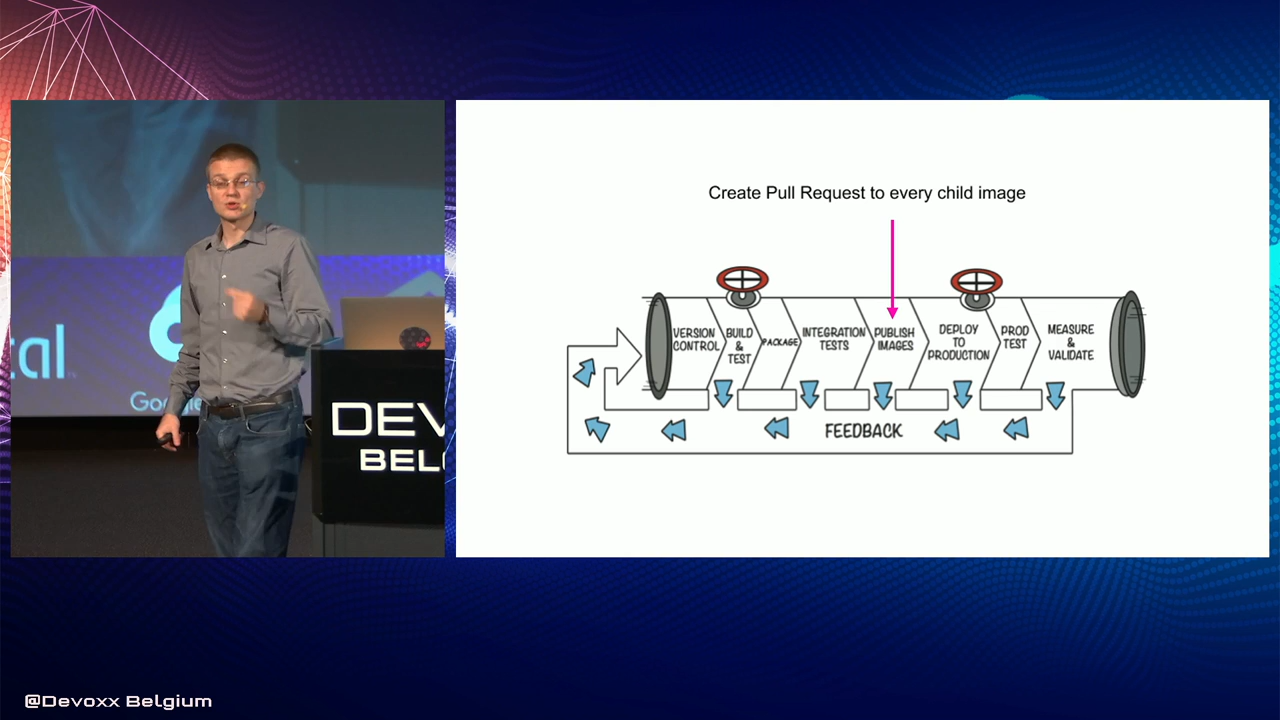 Create Pull Request to every child image
VERSION
CONTROL
BUILD
&
TEST
PACKAGE
INTEGRATION
TESTS
PUBLISH
IMAGES
DEPLOY
TO
PRODUCTION
PROD
TEST
MEASURE
&
VALIDATE
FEEDBACK
Google
DEV
BEL
@Devoxx Belgium